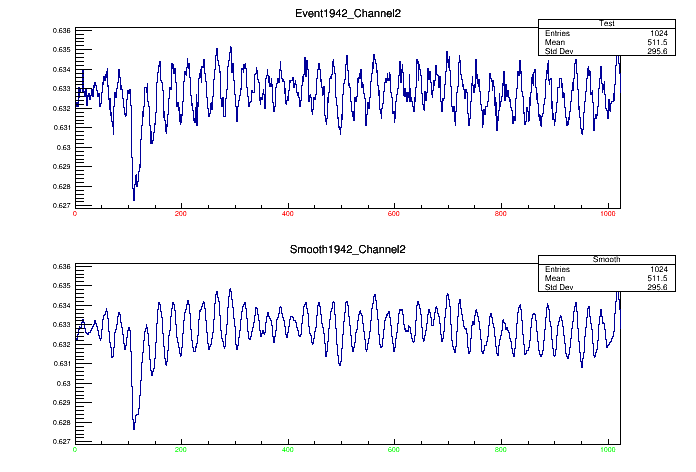 Event1942_Channel2
Test
Entries 1024
Mean 511.5
Std Dev 295.6
0.636
0.635
0.634
0.633
0.632
0.631
0.63
0.629
0.628
0.627
0 200 400 600 800 1000
Smooth1942_Channel2
Smooth
Entries 1024
Mean 511.5
Std Dev 295.6
0.636
0.635
0.634
0.633
0.632
0.631
0.63
0.629
0.628
0.627
0 200 400 600 800 1000